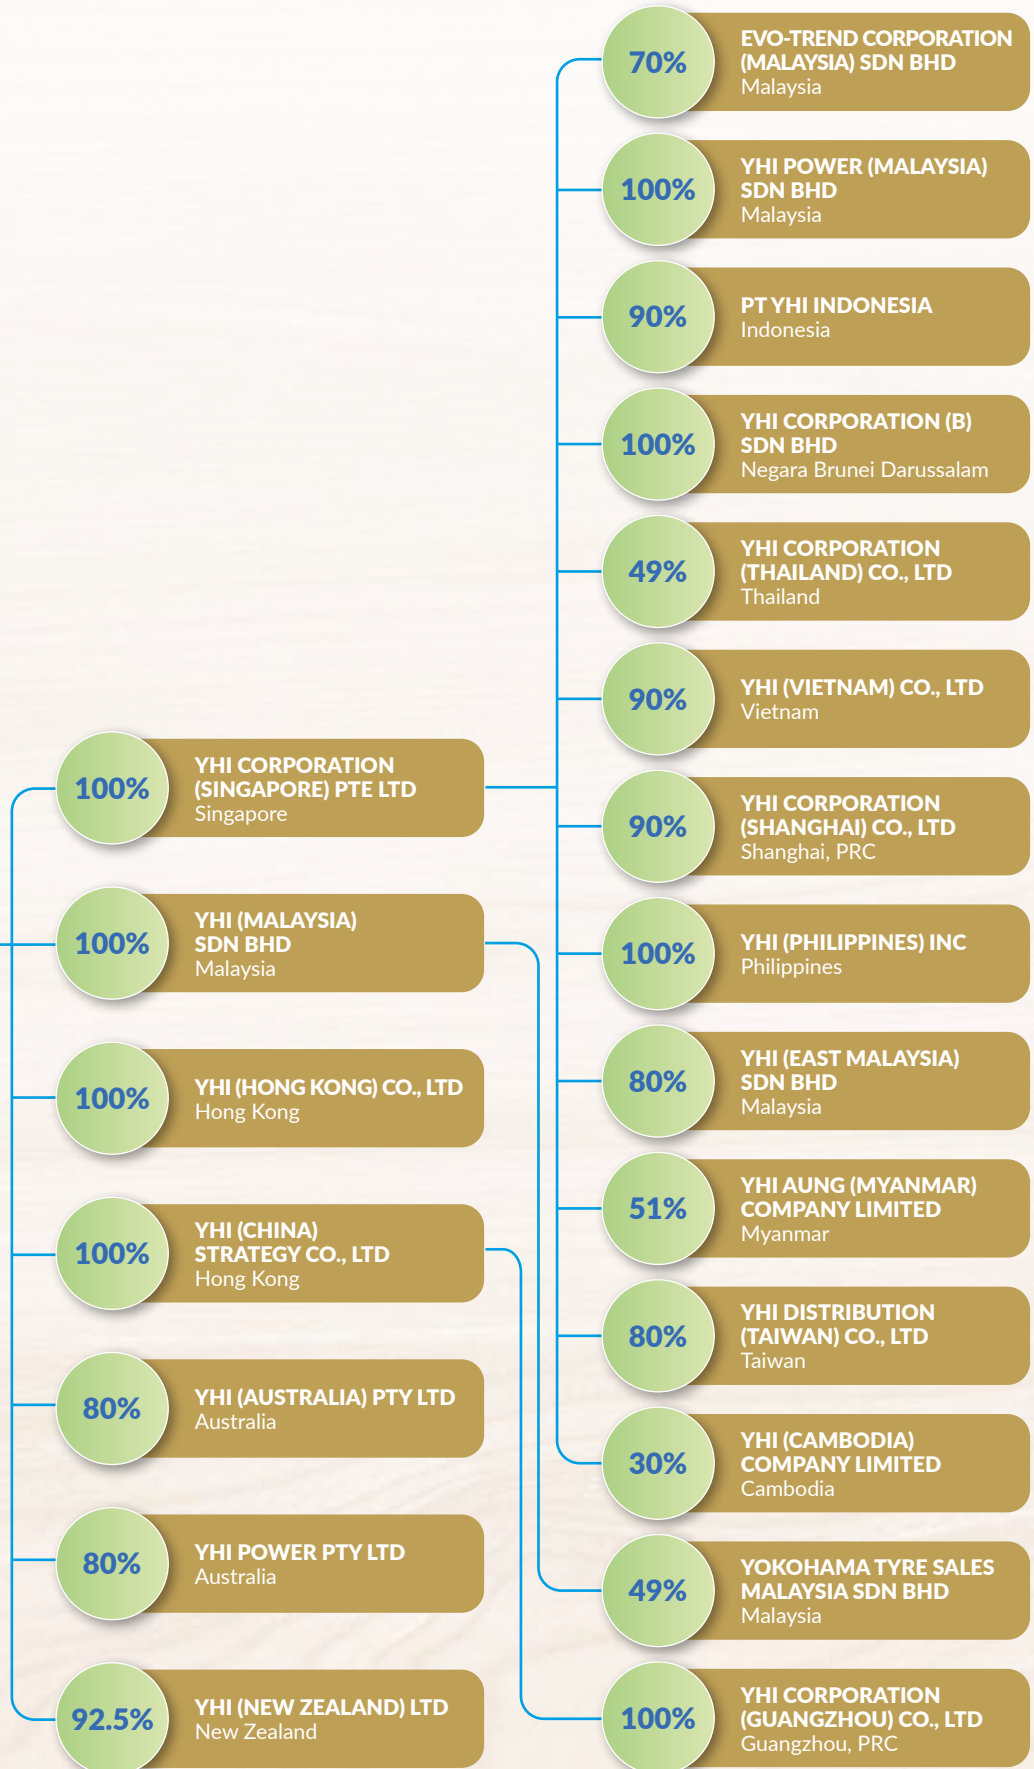 100%
YHI CORPORATION
(SINGAPORE) PTE LTD
Singapore
100%
YHI (MALAYSIA)
SDN BHD
Malaysia
100%
YHI (HONG KONG) CO., LTD
Hong Kong
100%
YHI (CHINA)
STRATEGY CO., LTD
Hong Kong
80%
YHI (AUSTRALIA) PTY LTD
Australia
80%
YHI POWER PTY LTD
Australia
92.5%
YHI (NEW ZEALAND) LTD
New Zealand
70%
EVO-TREND CORPORATION
(MALAYSIA) SDN BHD
Malaysia
100%
YHI POWER (MALAYSIA)
SDN BHD
Malaysia
90%
PT YHI INDONESIA
Indonesia
100%
YHI CORPORATION (B)
SDN BHD
Negara Brunei Darussalam
49%
YHI CORPORATION
(THAILAND) CO., LTD
Thailand
90%
YHI (VIETNAM) CO., LTD
Vietnam
90%
YHI CORPORATION
(SHANGHAI) CO., LTD
Shanghai, PRC
100%
YHI (PHILIPPINES) INC
Philippines
80%
YHI (EAST MALAYSIA)
SDN BHD
Malaysia
51%
YHI AUNG (MYANMAR)
COMPANY LIMITED
Myanmar
80%
YHI DISTRIBUTION
(TAIWAN) CO., LTD
Taiwan
30%
YHI (CAMBODIA)
COMPANY LIMITED
Cambodia
49%
YOKOHAMA TYRE SALES
MALAYSIA SDN BHD
Malaysia
100%
YHI CORPORATION
(GUANGZHOU) CO., LTD
Guangzhou, PRC